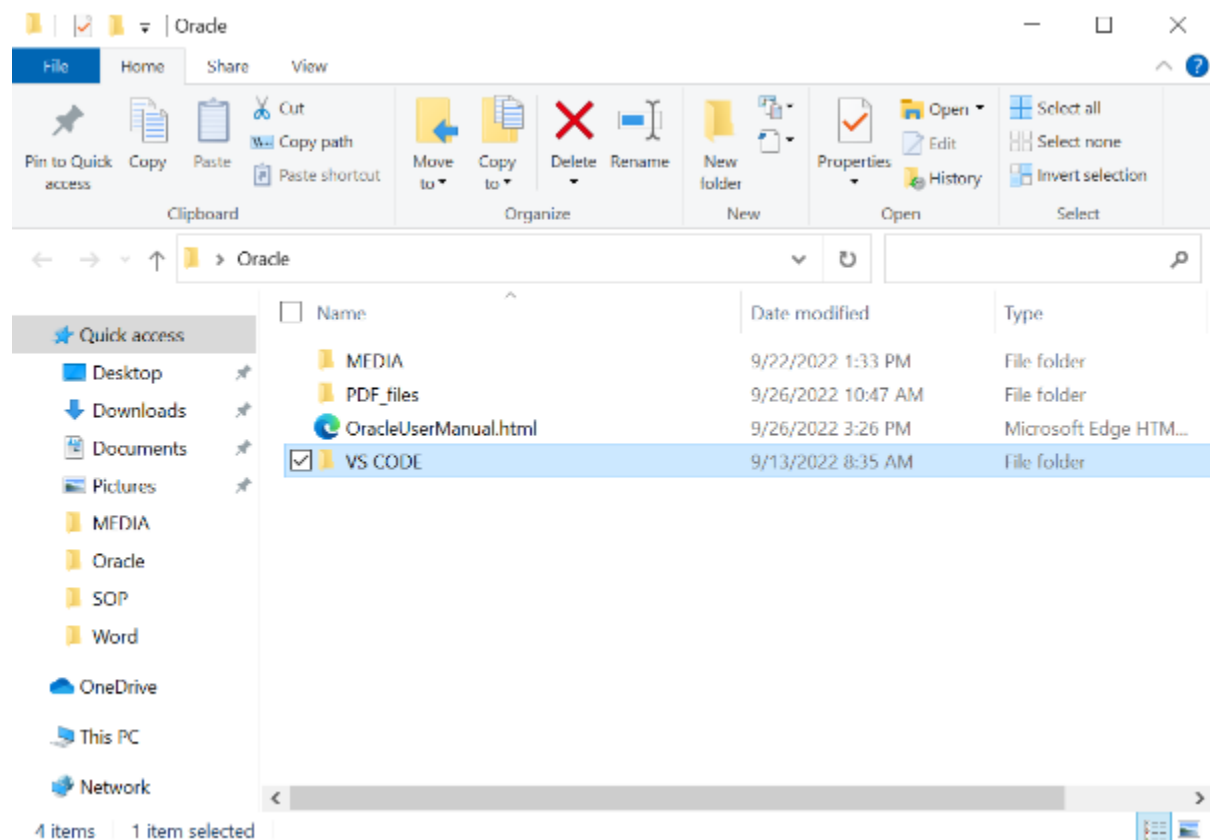 Oracle
File Home Share View
Pin to Quick access
Copy
Paste
Cut
Copy path
Paste shortcut
Move to
Copy to
Delete
Rename
New folder
Properties
Open
Edit
History
Select all
Select none
Invert selection
Clipboard Organize New Open Select
Oracle
Name Date modified Type
Quick access
Desktop
Downloads
Documents
Pictures
MEDIA
Oracle
SOP
Word
OneDrive
This PC
Network
MEDIA 9/22/2022 1:33 PM File folder
PDF_files 9/26/2022 10:47 AM File folder
OracleUserManual.html 9/26/2022 3:26 PM Microsoft Edge HTM...
VS CODE 9/13/2022 8:35 AM File folder
4 items 1 item selected